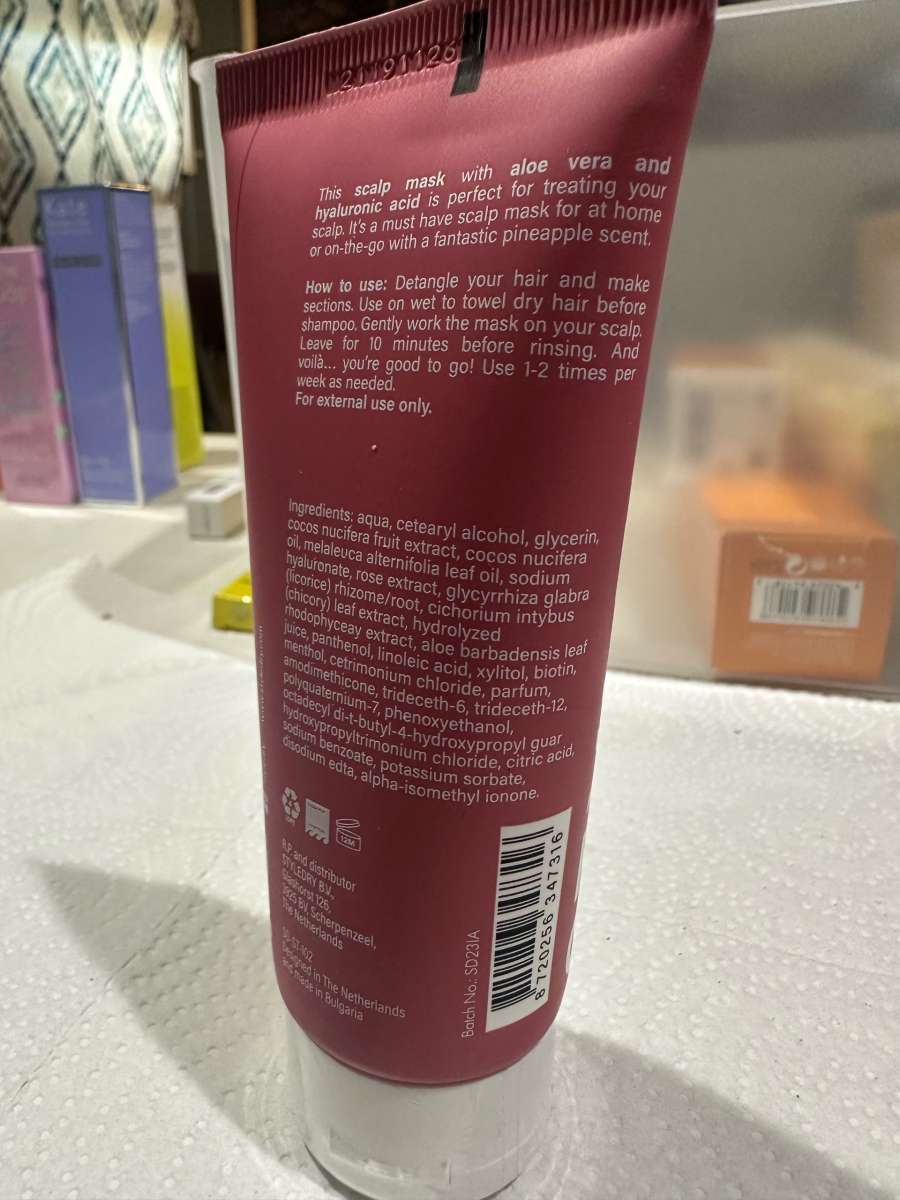 21191126
This scalp mask with aloe vera and
hyaluronic acid is perfect for treating your
scalp. It's a must have scalp mask for at home
or on-the-go with a fantastic pineapple scent.
How to use: Detangle your hair and make
sections. Use on wet to towel dry hair before
shampoo. Gently work the mask on your scalp.
Leave for 10 minutes before rinsing. And
voilà... you're good to go! Use 1-2 times per
week as needed.
For external use only.
Ingredients: aqua, cetearyl alcohol, glycerin,
cocos nucifera fruit extract, cocos nucifera
oil, melaleuca alternifolia leaf oil, sodium
hyaluronate, rose extract, glycyrrhiza glabra
(licorice) rhizome/root, cichorium intybus
(chicory) leaf extract, hydrolyzed
rhodophyceay extract, aloe barbadensis leaf
juice, panthenol, linoleic acid, xylitol, biotin,
menthol, cetrimonium chloride, parfum,
amodimethicone, trideceth-6, trideceth-12,
polyquaternium-7, phenoxyethanol,
octadecyl di-t-butyl-4-hydroxypropyl guar
hydroxypropyltrimonium chloride, citric acid,
sodium benzoate, potassium sorbate,
disodium edta, alpha-isomethyl ionone.
12M
R.P. and distributor
STYLEDRY B.V.,
Glashorst 126,
3925 BV, Scherpenzeel,
The Netherlands
SD-ST-102
Designed in The Netherlands
and made in Bulgaria
Batch No.: SD231A
8 720256 347316
Kate